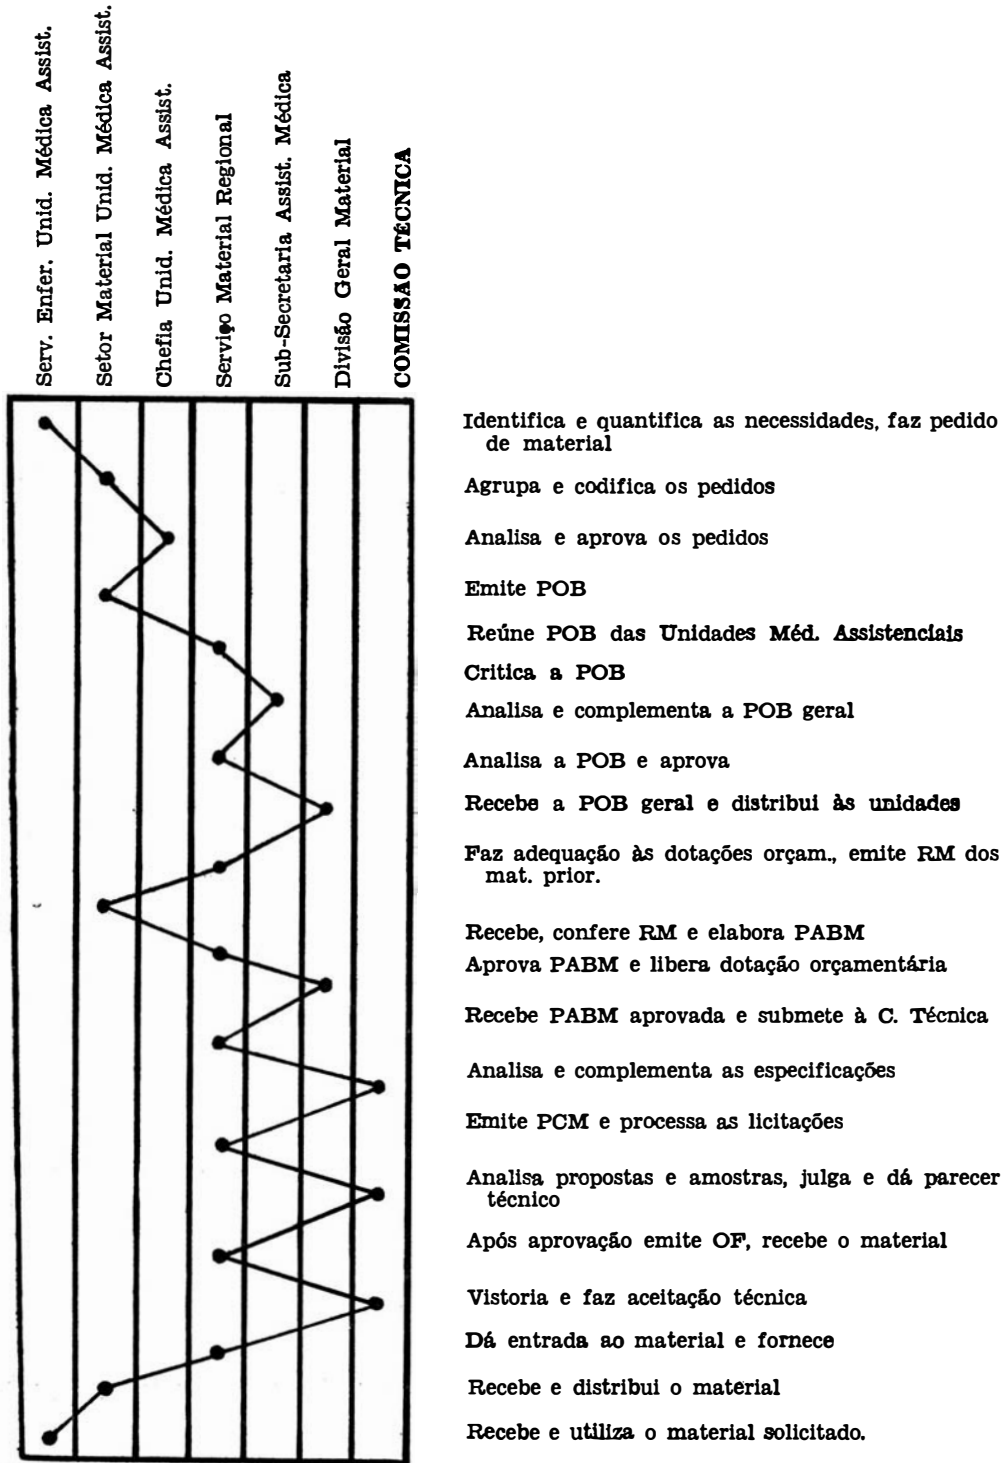 Serv. Enfer. Unid. Médica Assist.
Setor Material Unid. Médica Assist.
Chefia Unid. Médica Assist.
Serviço Material Regional
Sub-Secretaria Assist. Médica
Divisão Geral Material
COMISSÃO TÉCNICA
Identifica e quantifica as necessidades, faz pedido
de material
Agrupa e codifica os pedidos
Analisa e aprova os pedidos
Emite POB
Reúne POB das Unidades Méd. Assistenciais
Critica a POB
Analisa e complementa a POB geral
Analisa a POB e aprova
Recebe a POB geral e distribui às unidades
Faz adequação às dotações orçam., emite RM dos
mat. prior.
Recebe, confere RM e elabora PABM
Aprova PABM e libera dotação orçamentária
Recebe PABM aprovada e submete à C. Técnica
Analisa e complementa as especificações
Emite PCM e processa as licitações
Analisa propostas e amostras, julga e dá parecer
técnico
Após aprovação emite OF, recebe o material
Vistoria e faz aceitação técnica
Dá entrada ao material e fornece
Recebe e distribui o material
Recebe e utiliza o material solicitado.